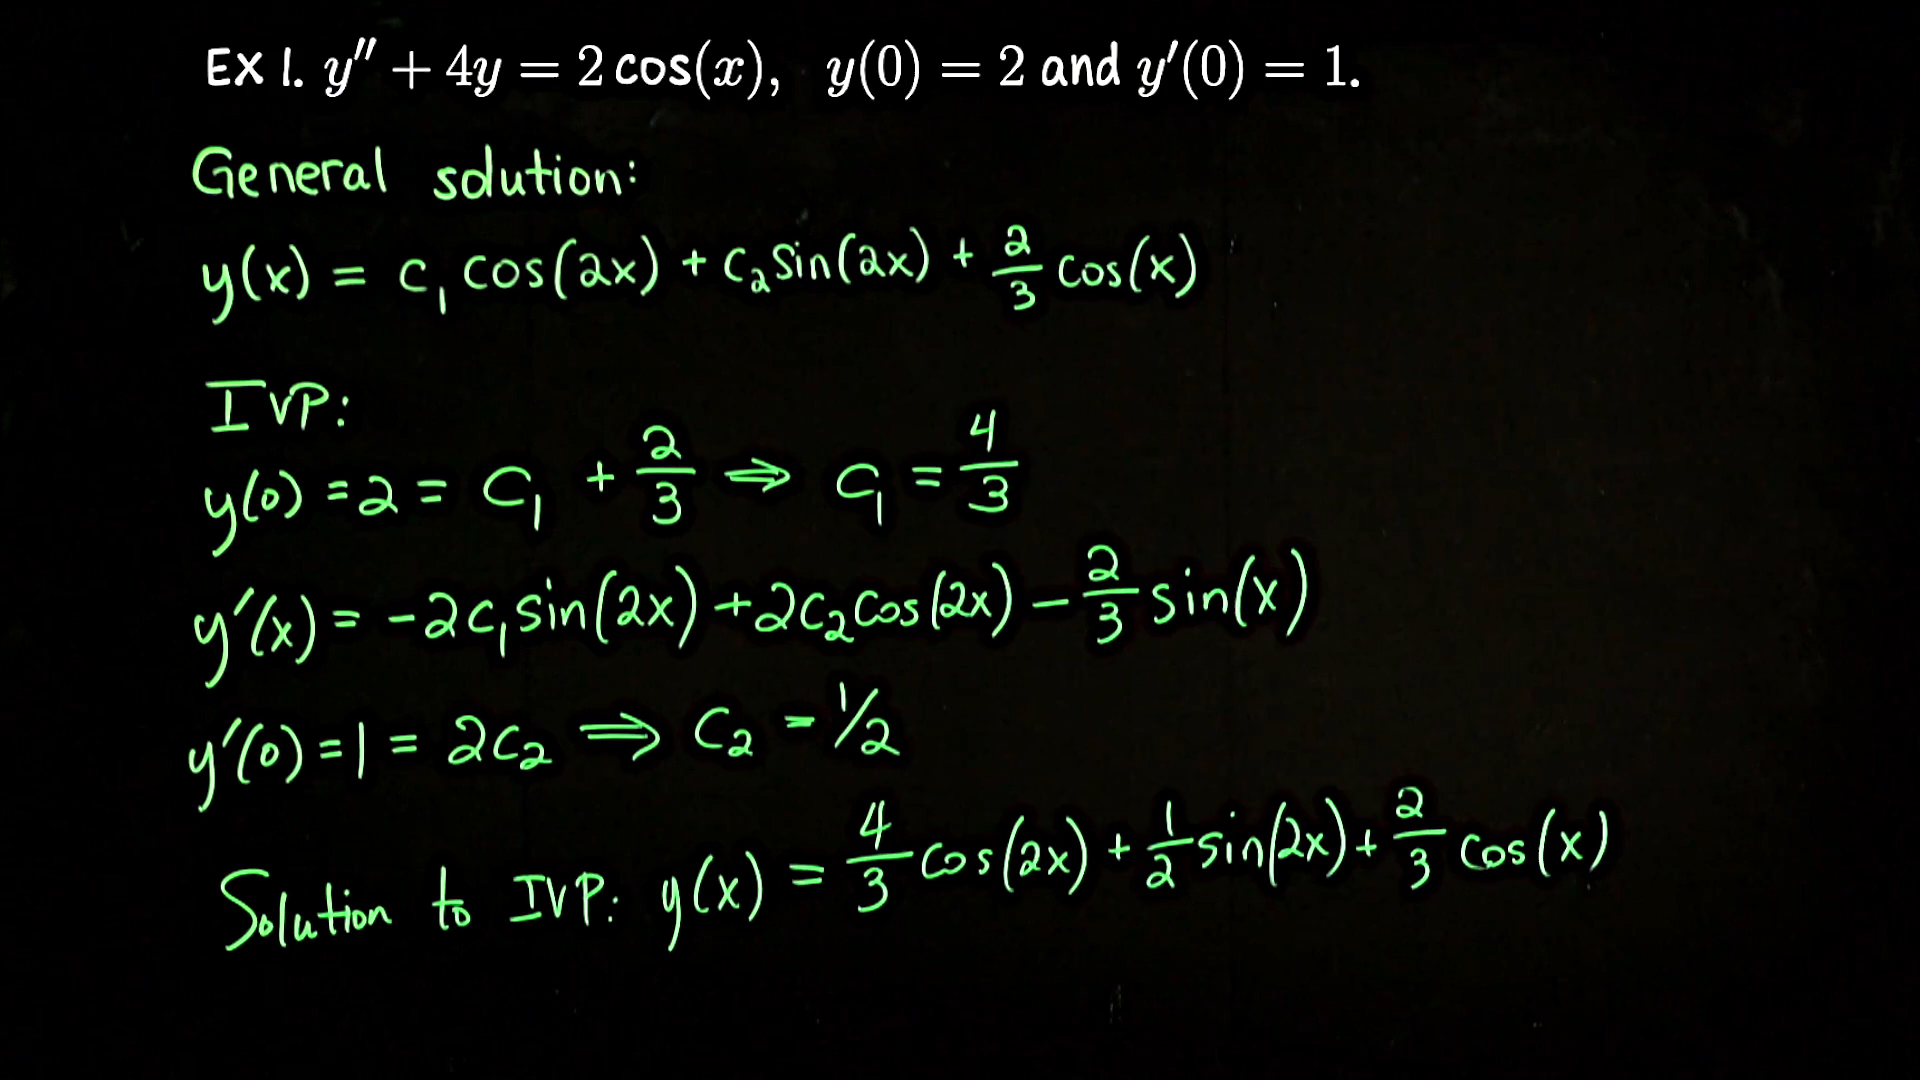 Ex 1. y″ + 4y = 2 cos(x), y(0) = 2 and y′(0) = 1.
General solution:
y(x) = c₁ cos(2x) + c₂ sin(2x) + 2/3 cos(x)
IVP:
y(0) = 2 = c₁ + 2/3 ⟹ c₁ = 4/3
y′(x) = -2c₁ sin(2x) + 2c₂ cos(2x) - 2/3 sin(x)
y′(0) = 1 = 2c₂ ⟹ c₂ = 1/2
Solution to IVP: y(x) = 4/3 cos(2x) + 1/2 sin(2x) + 2/3 cos(x)